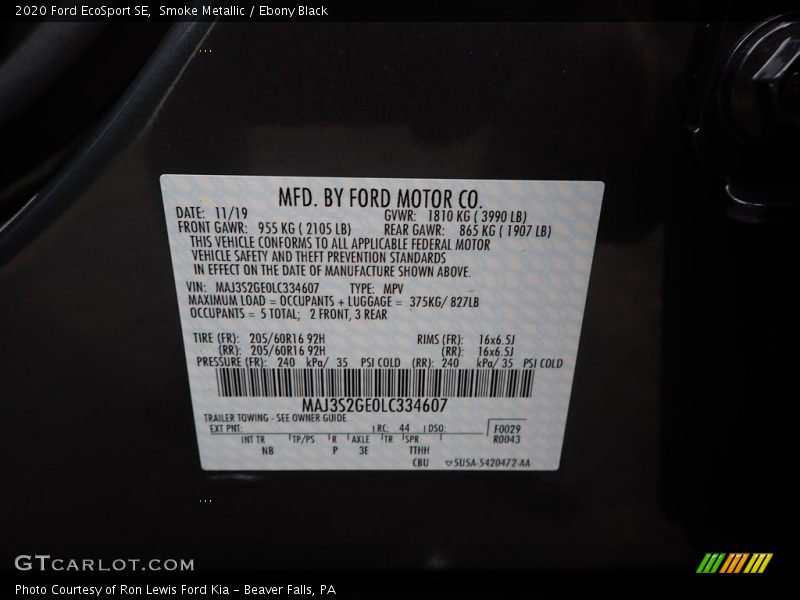 2020 Ford EcoSport SE, Smoke Metallic / Ebony Black
MFD. BY FORD MOTOR CO.
DATE: 11/19 GVWR: 1810 KG ( 3990 LB)
FRONT GAWR: 955 KG ( 2105 LB) REAR GAWR: 865 KG ( 1907 LB)
THIS VEHICLE CONFORMS TO ALL APPLICABLE FEDERAL MOTOR
VEHICLE SAFETY AND THEFT PREVENTION STANDARDS
IN EFFECT ON THE DATE OF MANUFACTURE SHOWN ABOVE.
VIN: MAJ3S2GE0LC334607 TYPE: MPV
MAXIMUM LOAD = OCCUPANTS + LUGGAGE = 375KG/ 827LB
OCCUPANTS = 5 TOTAL; 2 FRONT, 3 REAR
TIRE (FR): 205/60R16 92H RIMS (FR): 16x6.5J
(RR): 205/60R16 92H (RR): 16x6.5J
PRESSURE (FR): 240 kPa/ 35 PSI COLD (RR): 240 kPa/ 35 PSI COLD
MAJ3S2GE0LC334607
TRAILER TOWING - SEE OWNER GUIDE
EXT PNT: RC: 44 DSO: F0029
INT TR TP/PS R AXLE TR SPR R0043
NB P 3E TTHH
CBU 5U5A-5420472-AA
GTCARLOT.COM
Photo Courtesy of Ron Lewis Ford Kia - Beaver Falls, PA